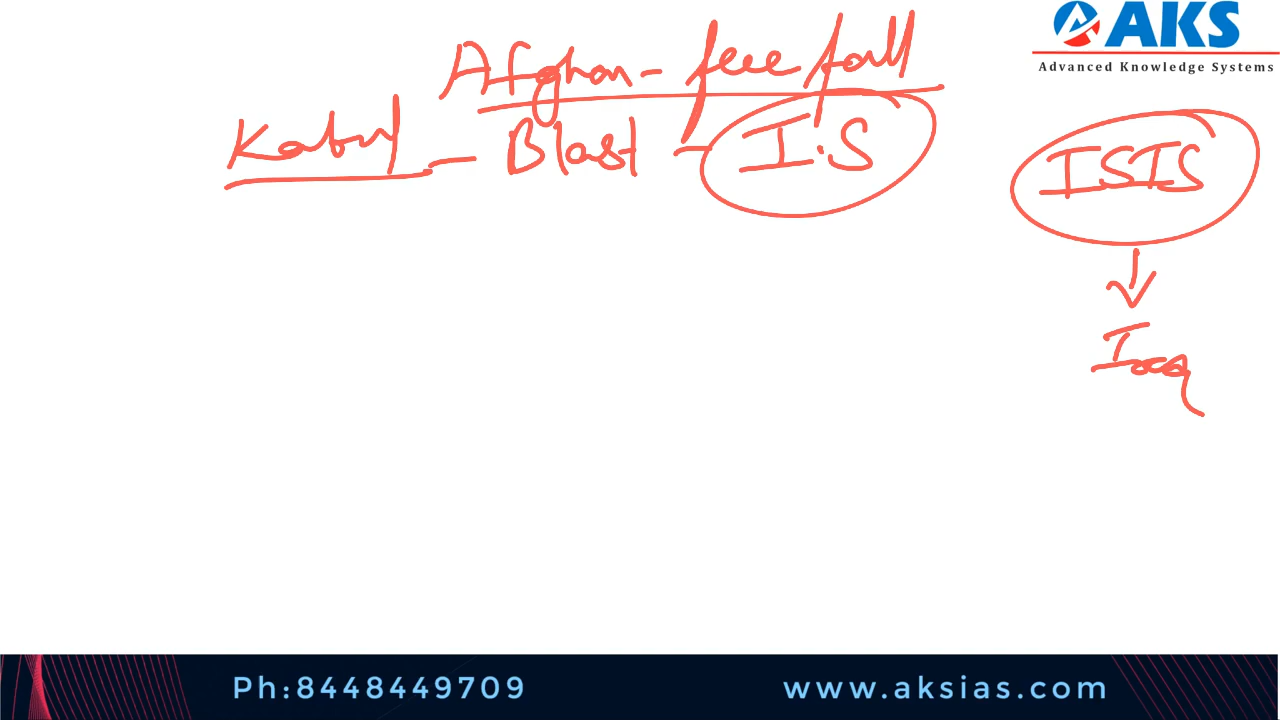 AKS
Advanced Knowledge Systems
Afghan - free fall
Kabul - Blast - I.S
ISIS
Iraq
Ph:8448449709
www.aksias.com